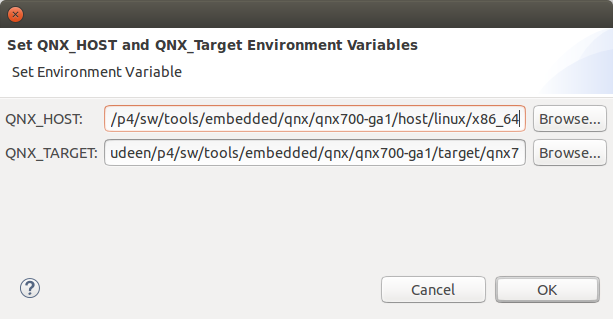 Set QNX_HOST and QNX_Target Environment Variables
Set Environment Variable
QNX_HOST: /p4/sw/tools/embedded/qnx/qnx700-ga1/host/linux/x86_64 Browse...
QNX_TARGET: udeen/p4/sw/tools/embedded/qnx/qnx700-ga1/target/qnx7 Browse...
? Cancel OK